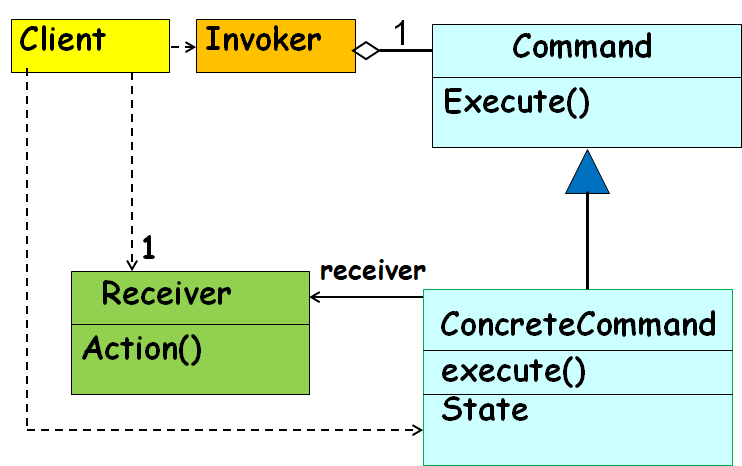 Client
Invoker
1
Command
Execute()
1
Receiver
Action()
receiver
ConcreteCommand
execute()
State